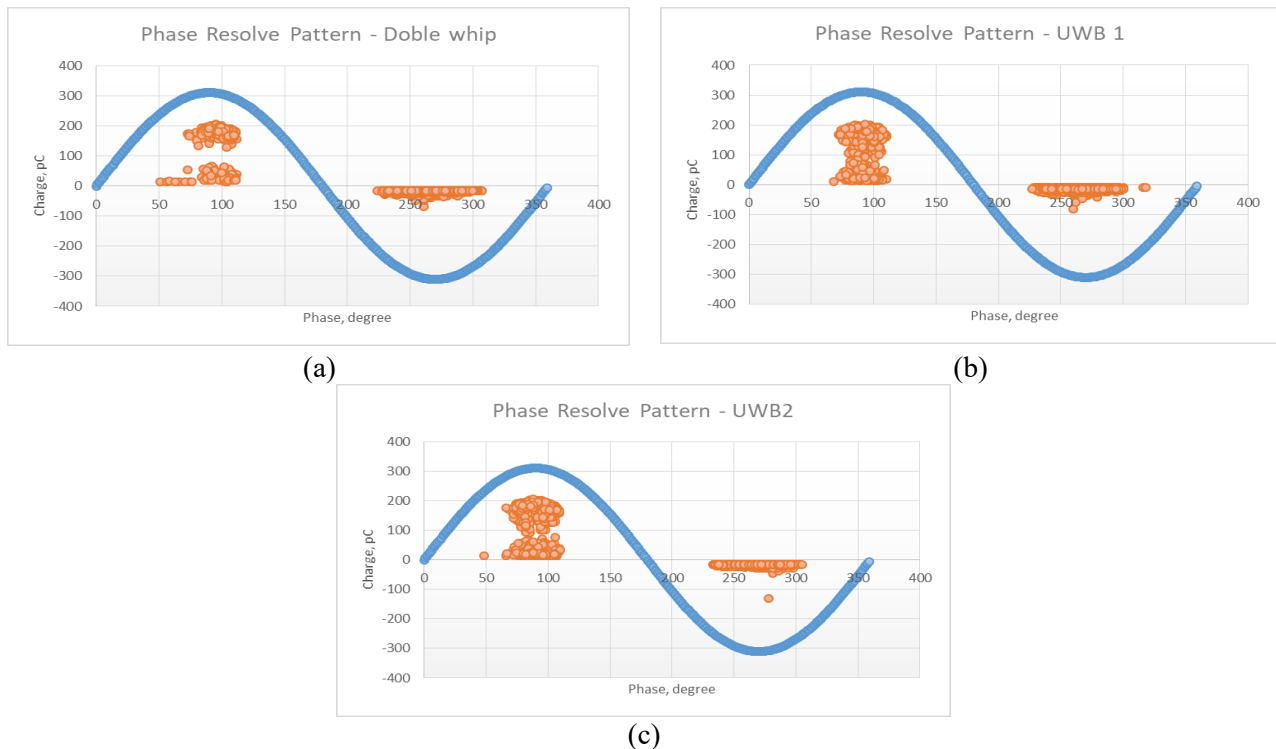 Phase Resolve Pattern - Doble whip
400
300
200
100
0
-100
-200
-300
-400
0 50 100 150 200 250 300 350 400
Charge, pC
Phase, degree
(a)
Phase Resolve Pattern - UWB 1
400
300
200
100
0
-100
-200
-300
-400
0 50 100 150 200 250 300 350 400
Charge, pC
Phase, degree
(b)
Phase Resolve Pattern - UWB2
400
300
200
100
0
-100
-200
-300
-400
0 50 100 150 200 250 300 350 400
Charge, pC
Phase, degree
(c)